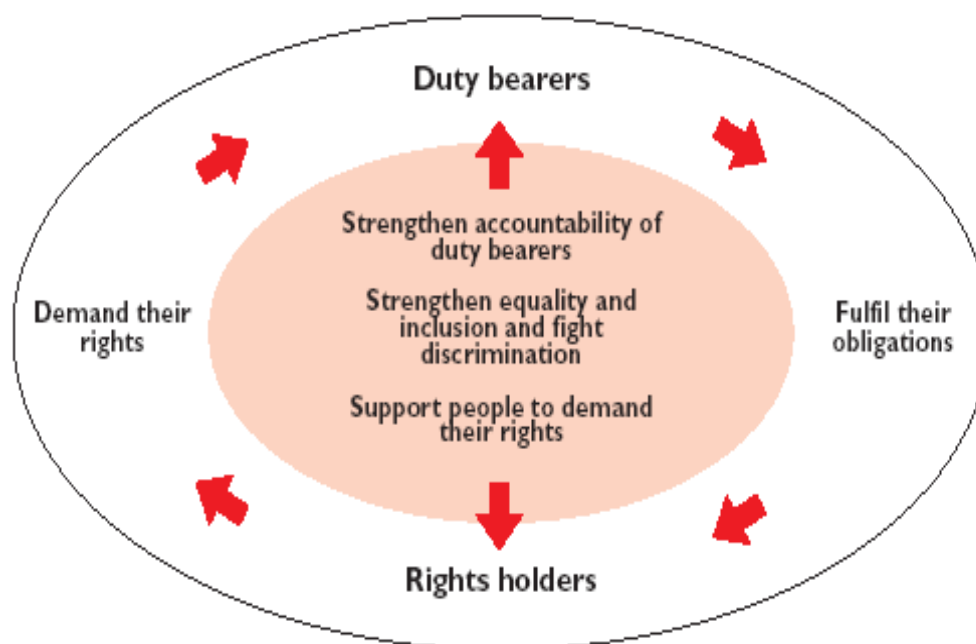 Duty bearers
Strengthen accountability of
duty bearers
Demand their
rights
Strengthen equality and
inclusion and fight
discrimination
Fulfil their
obligations
Support people to demand
their rights
Rights holders